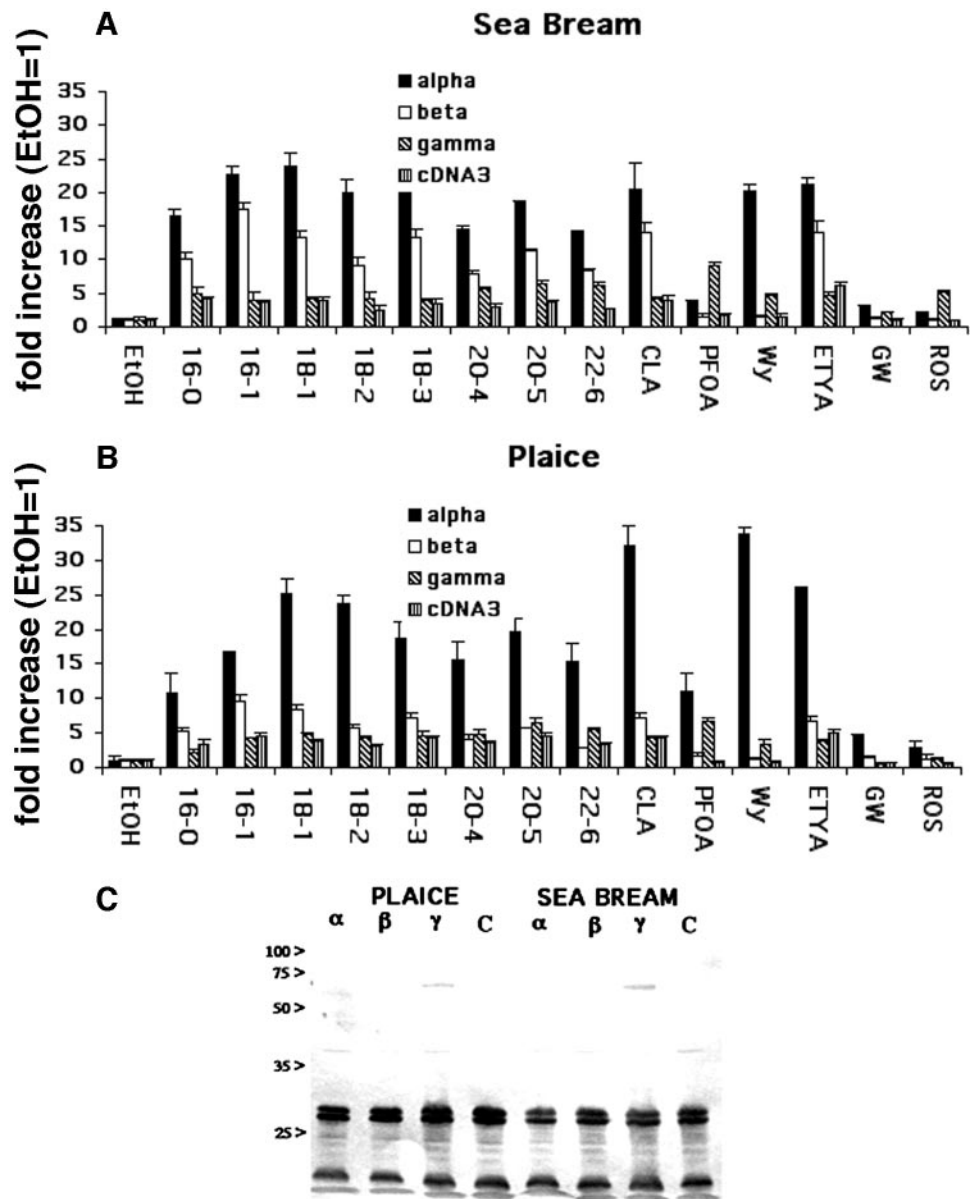 A
Sea Bream
fold increase (EtOH=1)
35
30
25
20
15
10
5
0
alpha
beta
gamma
cDNA3
EtOH
16-0
16-1
18-1
18-2
18-3
20-4
20-5
22-6
CLA
PFOA
Wy
ETYA
GW
ROS
B
Plaice
fold increase (EtOH=1)
35
30
25
20
15
10
5
0
alpha
beta
gamma
cDNA3
EtOH
16-0
16-1
18-1
18-2
18-3
20-4
20-5
22-6
CLA
PFOA
Wy
ETYA
GW
ROS
C
PLAICE SEA BREAM
α β γ C α β γ C
100 >
75 >
50 >
35 >
25 >